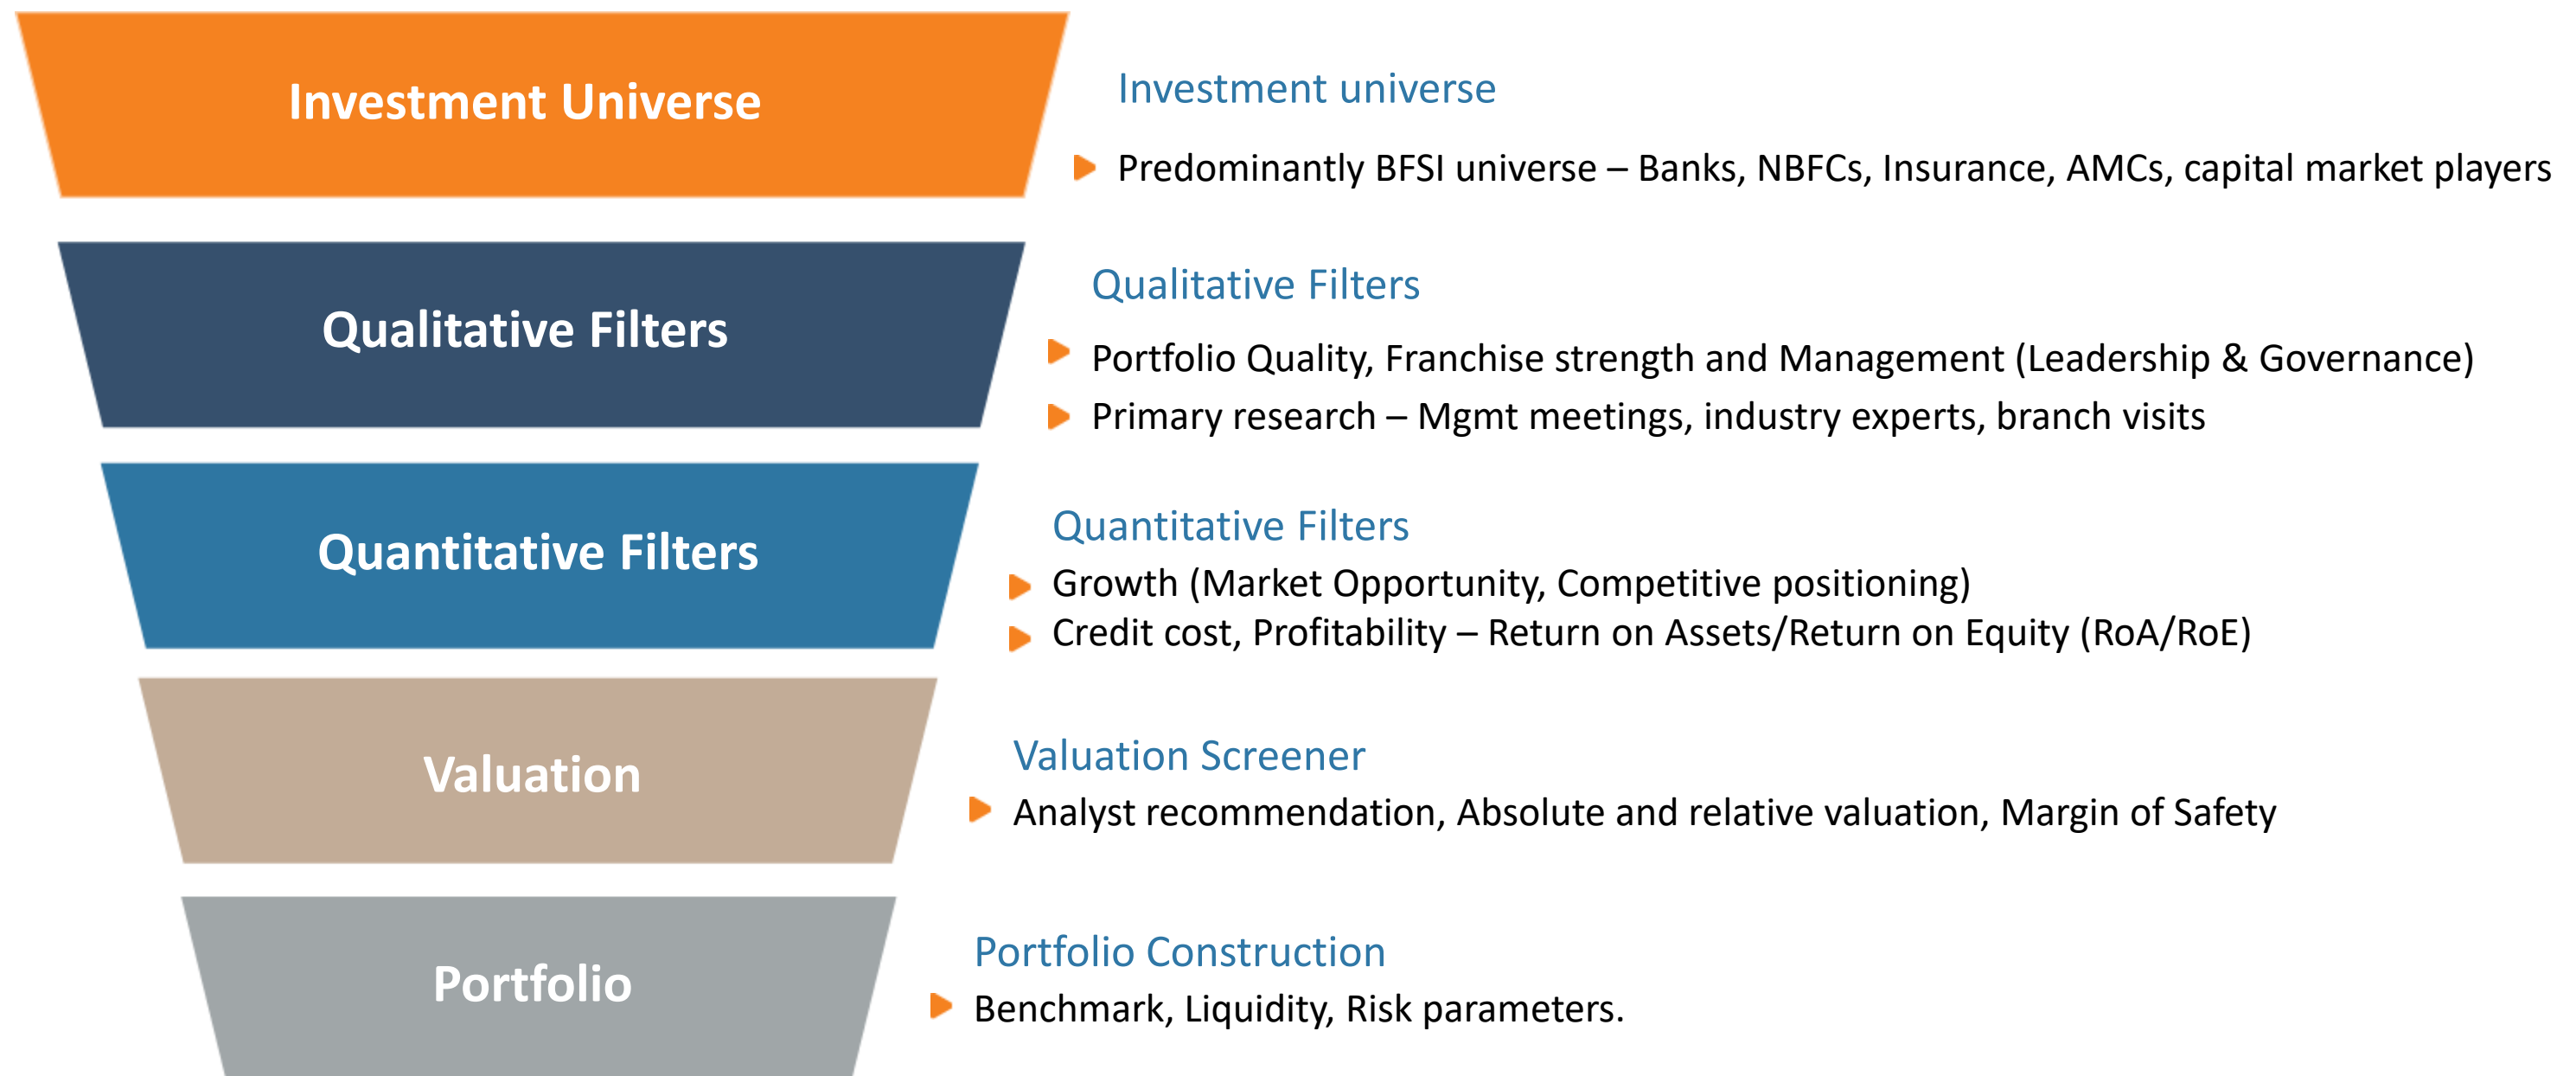 Investment Universe
Investment universe
Predominantly BFSI universe – Banks, NBFCs, Insurance, AMCs, capital market players
Qualitative Filters
Qualitative Filters
Portfolio Quality, Franchise strength and Management (Leadership & Governance)
Primary research – Mgmt meetings, industry experts, branch visits
Quantitative Filters
Quantitative Filters
Growth (Market Opportunity, Competitive positioning)
Credit cost, Profitability – Return on Assets/Return on Equity (RoA/RoE)
Valuation
Valuation Screener
Analyst recommendation, Absolute and relative valuation, Margin of Safety
Portfolio
Portfolio Construction
Benchmark, Liquidity, Risk parameters.